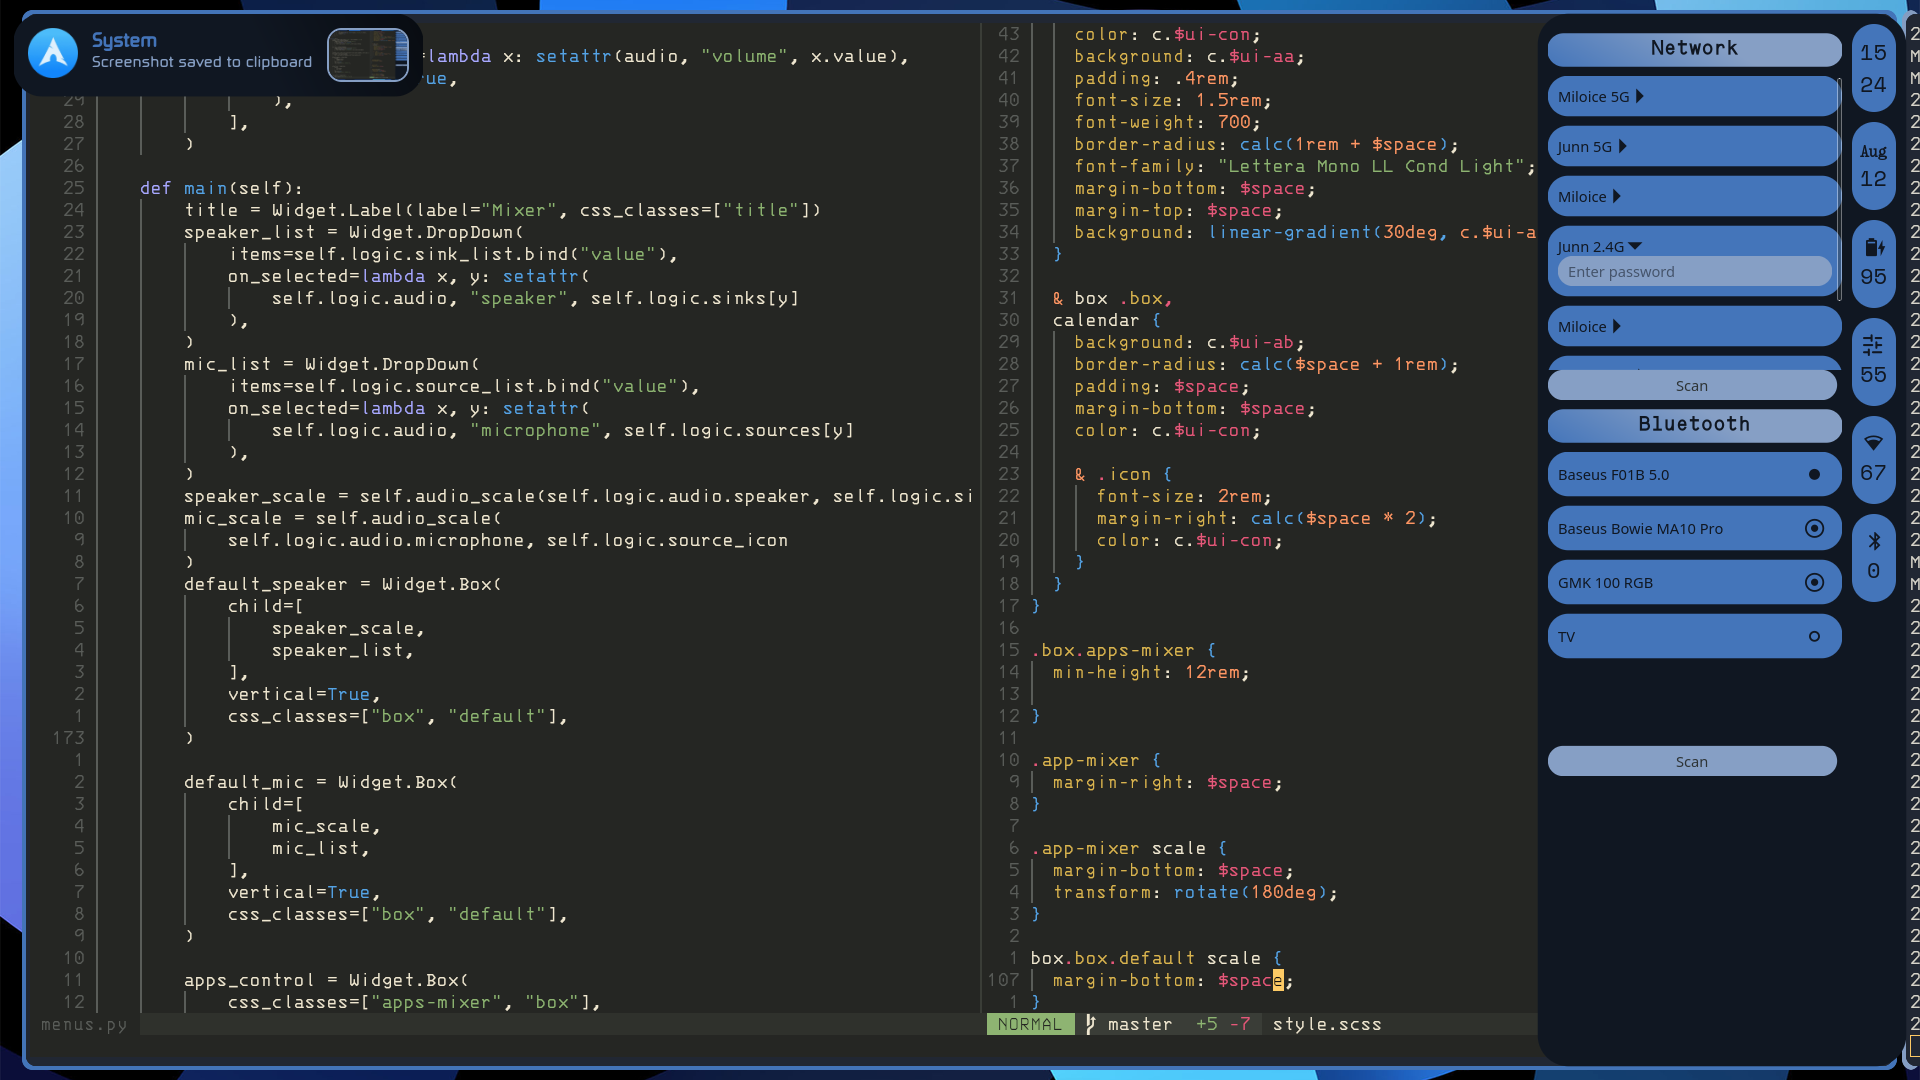 System
Screenshot saved to clipboard
=lambda x: setattr(audio, "volume", x.value),
ue,
29 ),
28 ],
27 )
26
25 def main(self):
24 title = Widget.Label(label="Mixer", css_classes=["title"])
23 speaker_list = Widget.DropDown(
22 items=self.logic.sink_list.bind("value"),
21 on_selected=lambda x, y: setattr(
20 self.logic.audio, "speaker", self.logic.sinks[y]
19 ),
18 )
17 mic_list = Widget.DropDown(
16 items=self.logic.source_list.bind("value"),
15 on_selected=lambda x, y: setattr(
14 self.logic.audio, "microphone", self.logic.sources[y]
13 ),
12 )
11 speaker_scale = self.audio_scale(self.logic.audio.speaker, self.logic.si
10 mic_scale = self.audio_scale(
9 self.logic.audio.microphone, self.logic.source_icon
8 )
7 default_speaker = Widget.Box(
6 child=[
5 speaker_scale,
4 speaker_list,
3 ],
2 vertical=True,
1 css_classes=["box", "default"],
173 )
1
2 default_mic = Widget.Box(
3 child=[
4 mic_scale,
5 mic_list,
6 ],
7 vertical=True,
8 css_classes=["box", "default"],
9 )
10
11 apps_control = Widget.Box(
12 css_classes=["apps-mixer", "box"],
menus.py
43 color: c.$ui-con;
42 background: c.$ui-aa;
41 padding: .4rem;
40 font-size: 1.5rem;
39 font-weight: 700;
38 border-radius: calc(1rem + $space);
37 font-family: "Lettera Mono LL Cond Light";
36 margin-bottom: $space;
35 margin-top: $space;
34 background: linear-gradient(30deg, c.$ui-a
33 }
32
31 & box .box,
30 calendar {
29 background: c.$ui-ab;
28 border-radius: calc($space + 1rem);
27 padding: $space;
26 margin-bottom: $space;
25 color: c.$ui-con;
24
23 & .icon {
22 font-size: 2rem;
21 margin-right: calc($space * 2);
20 color: c.$ui-con;
19 }
18 }
17 }
16
15 .box.apps-mixer {
14 min-height: 12rem;
13
12 }
11
10 .app-mixer {
9 margin-right: $space;
8 }
7
6 .app-mixer scale {
5 margin-bottom: $space;
4 transform: rotate(180deg);
3 }
2
1 box.box.default scale {
107 margin-bottom: $space;
1 }
NORMAL master +5 -7 style.scss
Network
Miloice 5G
Junn 5G
Miloice
Junn 2.4G
Enter password
Miloice
Scan
Bluetooth
Baseus F01B 5.0
Baseus Bowie MA10 Pro
GMK 100 RGB
TV
Scan
15
24
Aug
12
95
55
67
0